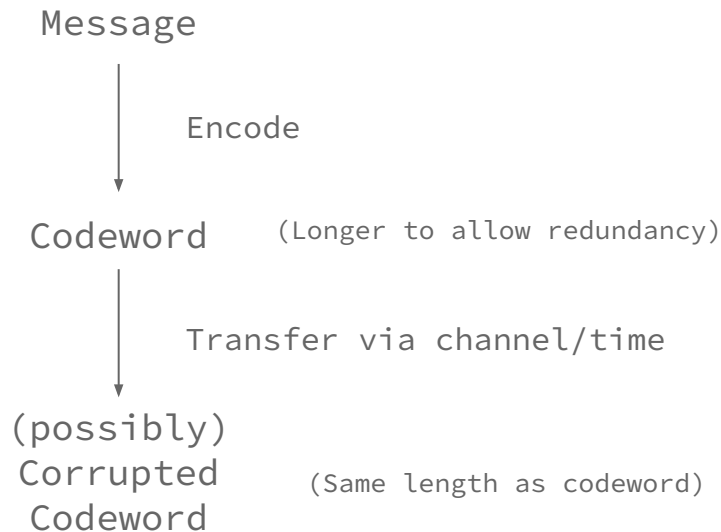 Message
Encode
Codeword
(Longer to allow redundancy)
Transfer via channel/time
(possibly)
Corrupted
Codeword
(Same length as codeword)